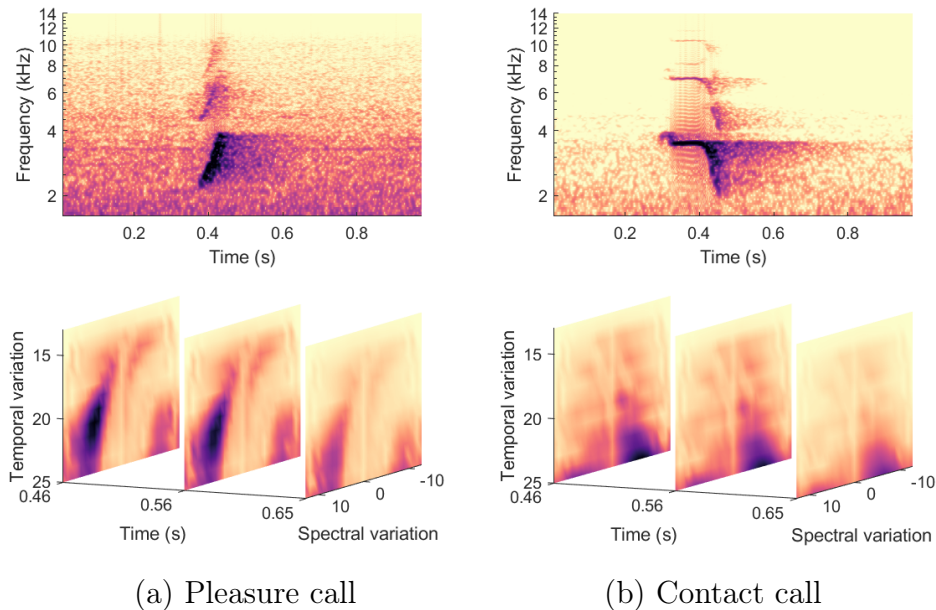 14
12
10
8
6
4
2
Frequency (kHz)
0.2 0.4 0.6 0.8
Time (s)
14
12
10
8
6
4
2
Frequency (kHz)
0.2 0.4 0.6 0.8
Time (s)
15
20
25
Temporal variation
0.46 0.56 0.65
Time (s)
10 0 -10
Spectral variation
15
20
25
Temporal variation
0.46 0.56 0.65
Time (s)
10 0 -10
Spectral variation
(a) Pleasure call
(b) Contact call